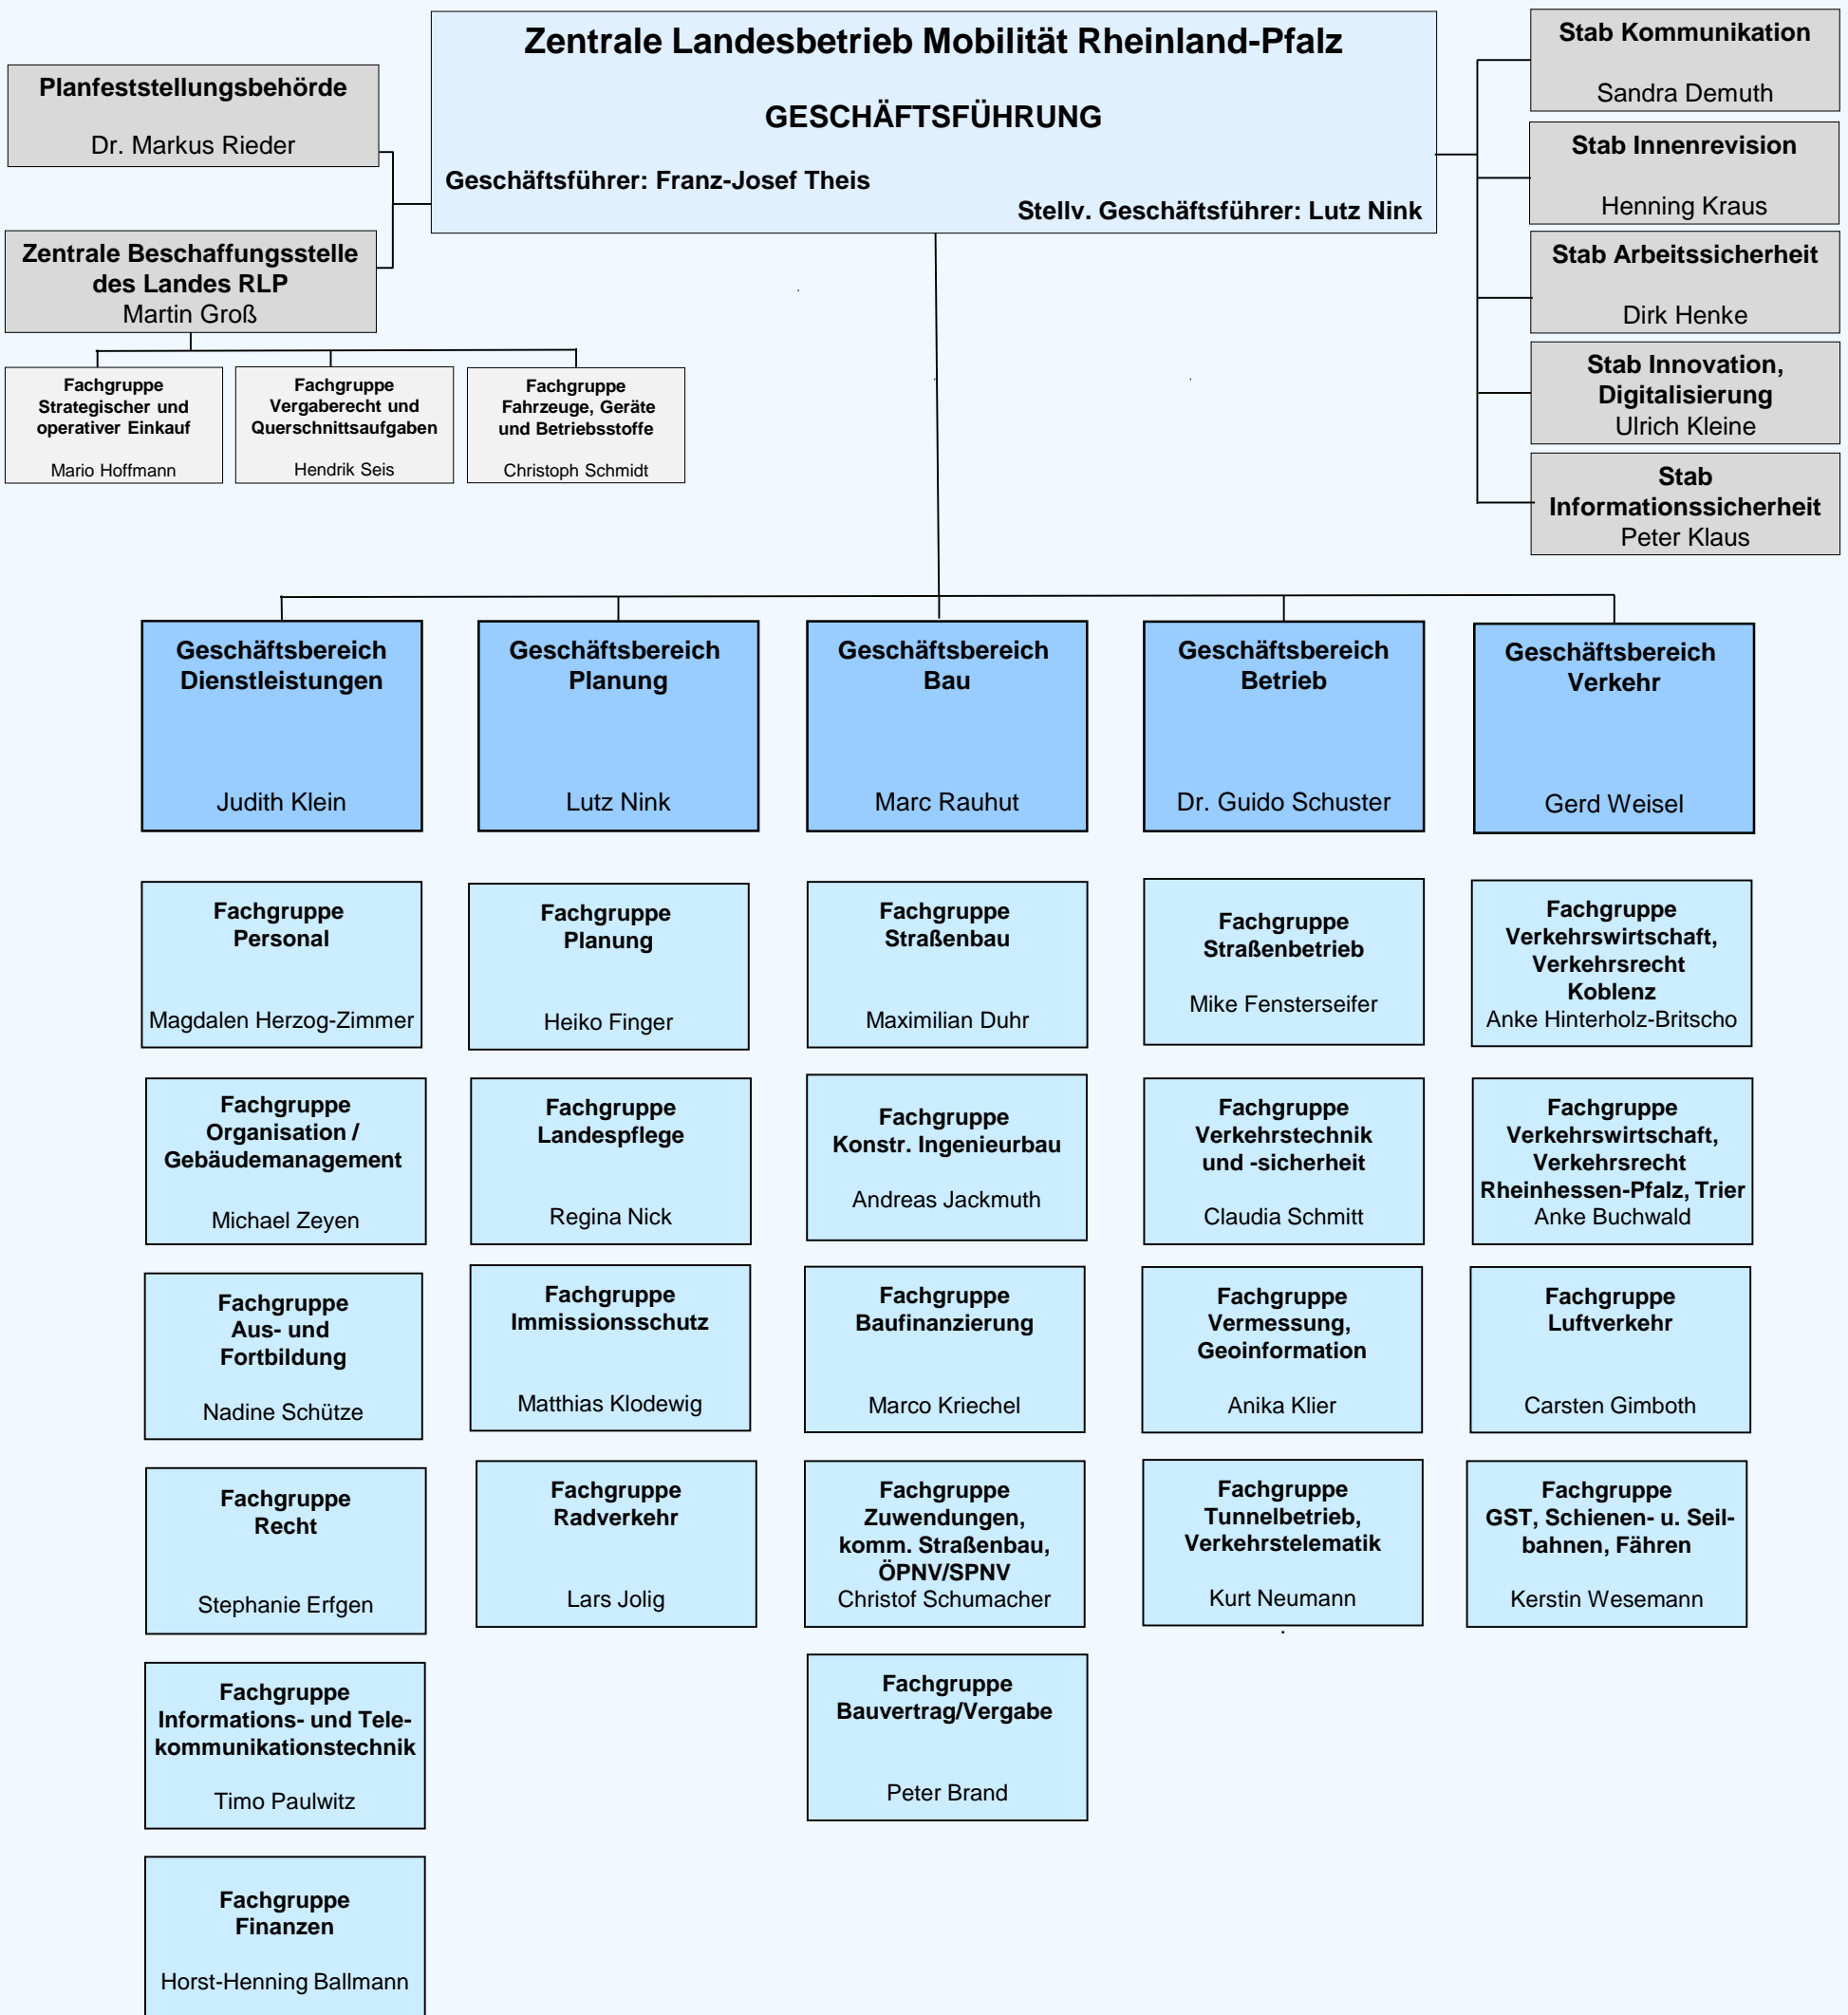 Zentrale Landesbetrieb Mobilität Rheinland-Pfalz
GESCHÄFTSFÜHRUNG
Geschäftsführer: Franz-Josef Theis
Stellv. Geschäftsführer: Lutz Nink
Planfeststellungsbehörde
Dr. Markus Rieder
Zentrale Beschaffungsstelle
des Landes RLP
Martin Groß
Fachgruppe
Strategischer und
operativer Einkauf
Mario Hoffmann
Fachgruppe
Vergaberecht und
Querschnittsaufgaben
Hendrik Seis
Fachgruppe
Fahrzeuge, Geräte
und Betriebsstoffe
Christoph Schmidt
Stab Kommunikation
Sandra Demuth
Stab Innenrevision
Henning Kraus
Stab Arbeitssicherheit
Dirk Henke
Stab Innovation,
Digitalisierung
Ulrich Kleine
Stab
Informationssicherheit
Peter Klaus
Geschäftsbereich
Dienstleistungen
Judith Klein
Fachgruppe
Personal
Magdalen Herzog-Zimmer
Fachgruppe
Organisation /
Gebäudemanagement
Michael Zeyen
Fachgruppe
Aus- und
Fortbildung
Nadine Schütze
Fachgruppe
Recht
Stephanie Erfgen
Fachgruppe
Informations- und Tele-
kommunikationstechnik
Timo Paulwitz
Fachgruppe
Finanzen
Horst-Henning Ballmann
Geschäftsbereich
Planung
Lutz Nink
Fachgruppe
Planung
Heiko Finger
Fachgruppe
Landespflege
Regina Nick
Fachgruppe
Immissionsschutz
Matthias Klodewig
Fachgruppe
Radverkehr
Lars Jolig
Geschäftsbereich
Bau
Marc Rauhut
Fachgruppe
Straßenbau
Maximilian Duhr
Fachgruppe
Konstr. Ingenieurbau
Andreas Jackmuth
Fachgruppe
Baufinanzierung
Marco Kriechel
Fachgruppe
Zuwendungen,
komm. Straßenbau,
ÖPNV/SPNV
Christof Schumacher
Fachgruppe
Bauvertrag/Vergabe
Peter Brand
Geschäftsbereich
Betrieb
Dr. Guido Schuster
Fachgruppe
Straßenbetrieb
Mike Fensterseifer
Fachgruppe
Verkehrstechnik
und -sicherheit
Claudia Schmitt
Fachgruppe
Vermessung,
Geoinformation
Anika Klier
Fachgruppe
Tunnelbetrieb,
Verkehrstelematik
Kurt Neumann
Geschäftsbereich
Verkehr
Gerd Weisel
Fachgruppe
Verkehrswirtschaft,
Verkehrsrecht
Koblenz
Anke Hinterholz-Britscho
Fachgruppe
Verkehrswirtschaft,
Verkehrsrecht
Rheinhessen-Pfalz, Trier
Anke Buchwald
Fachgruppe
Luftverkehr
Carsten Gimboth
Fachgruppe
GST, Schienen- u. Seil-
bahnen, Fähren
Kerstin Wesemann